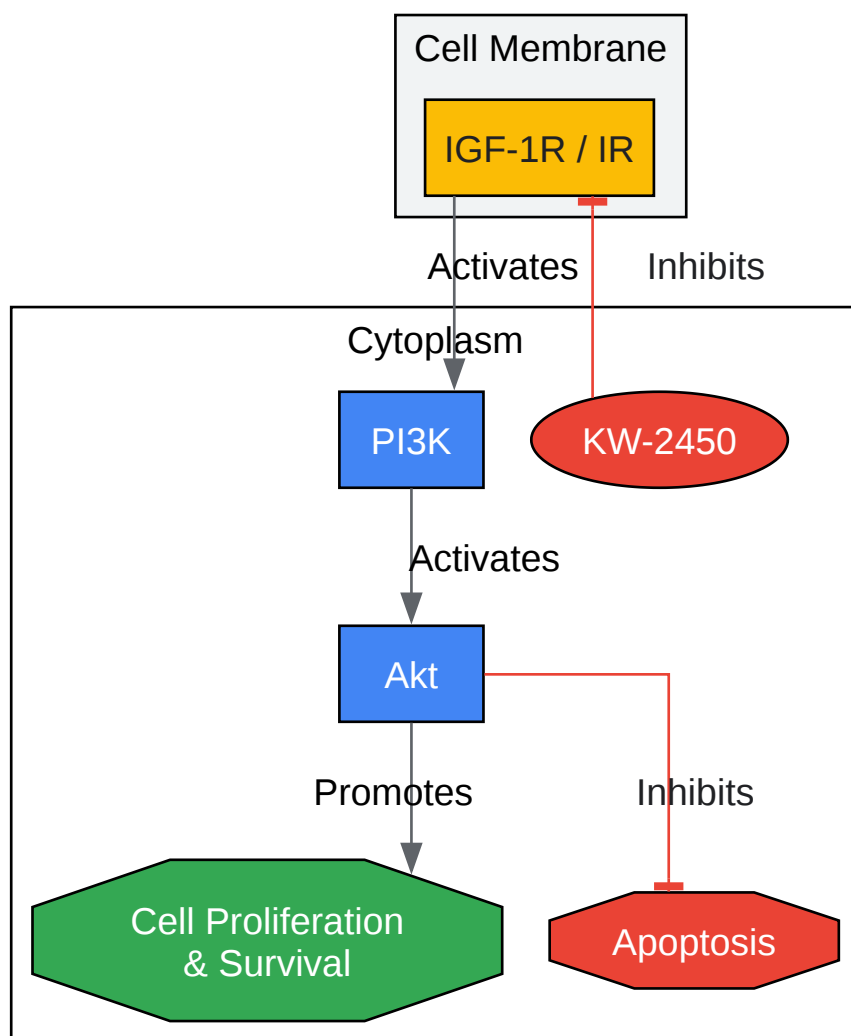 Cell Membrane
IGF-1R / IR
Activates
Inhibits
Cytoplasm
PI3K
KW-2450
Activates
Akt
Promotes
Inhibits
Cell Proliferation
& Survival
Apoptosis